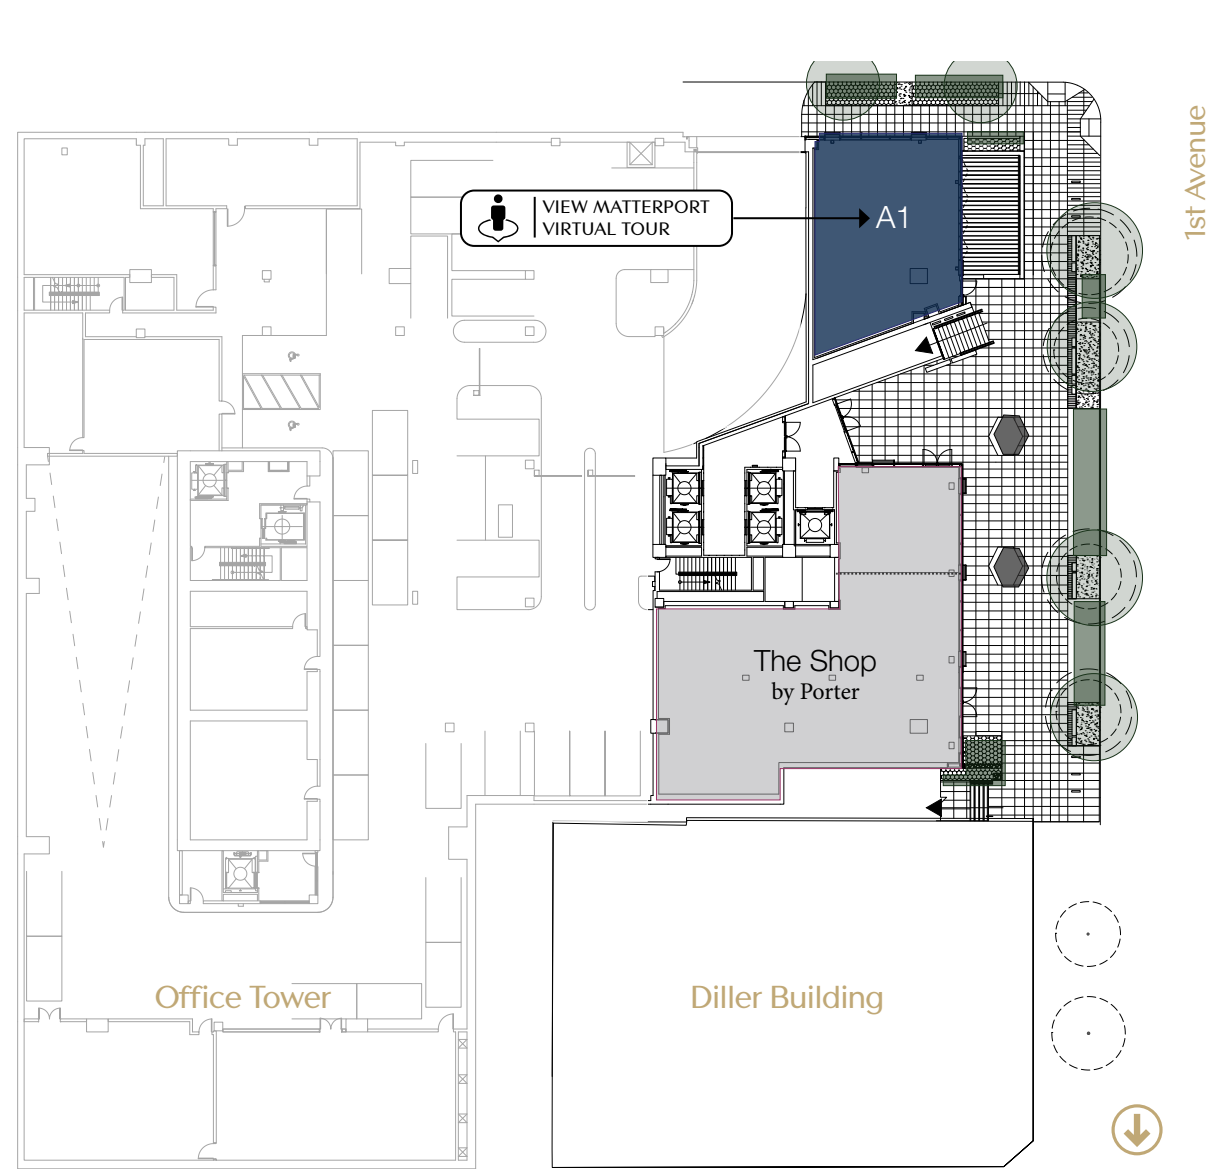 1st Avenue
VIEW MATTERPORT
VIRTUAL TOUR
A1
The Shop
by Porter
Office Tower
Diller Building